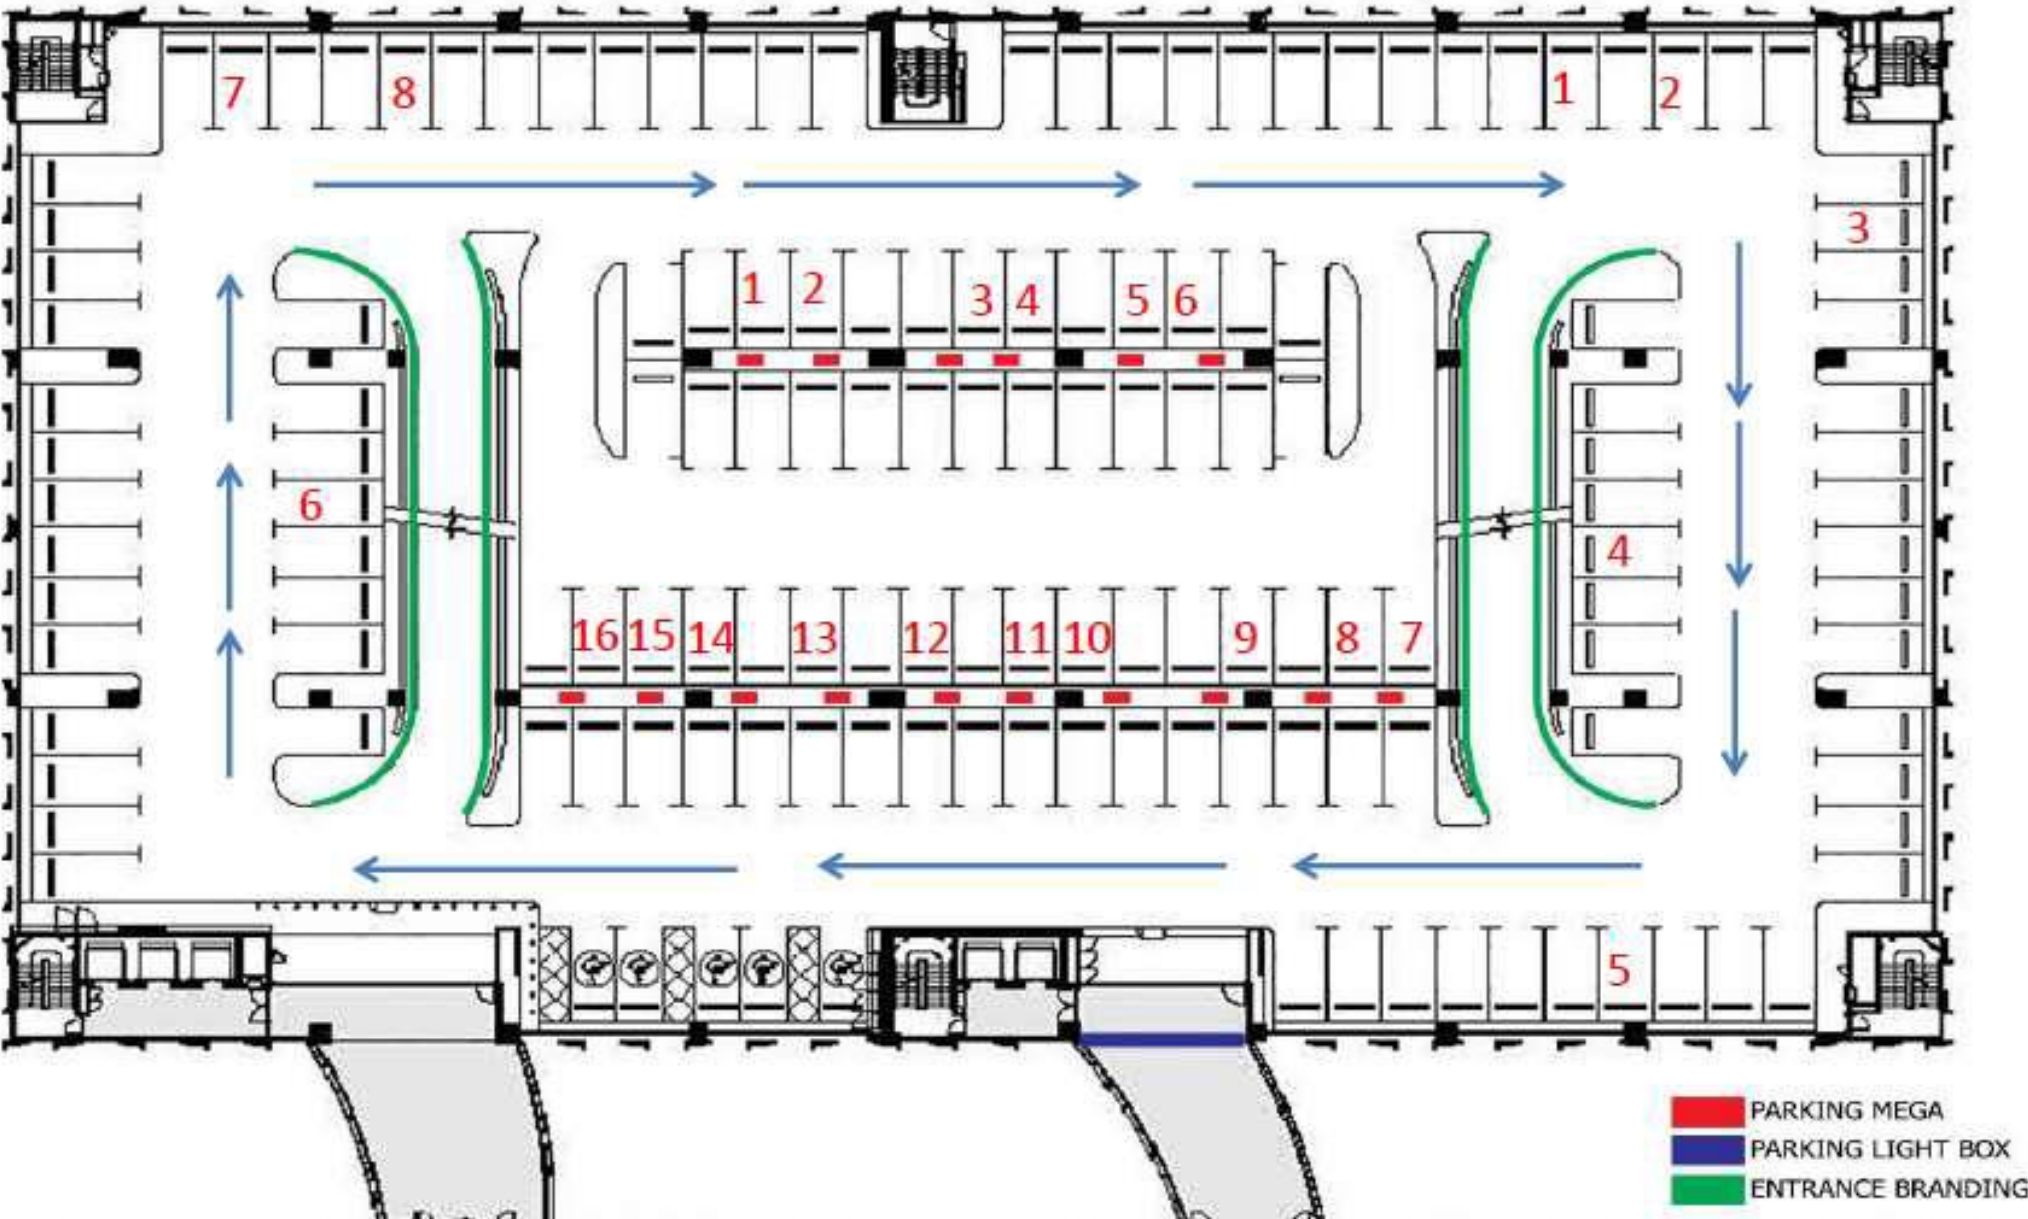 7 8 1 2
3
1 2 3 4 5 6
6
4
16 15 14 13 12 11 10 9 8 7
5
PARKING MEGA
PARKING LIGHT BOX
ENTRANCE BRANDING